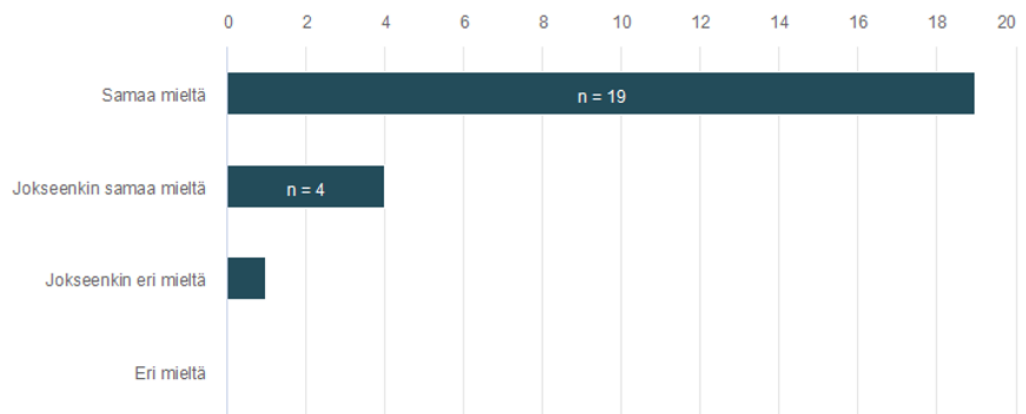 0 2 4 6 8 10 12 14 16 18 20
Samaa mieltä n = 19
Jokseenkin samaa mieltä n = 4
Jokseenkin eri mieltä
Eri mieltä